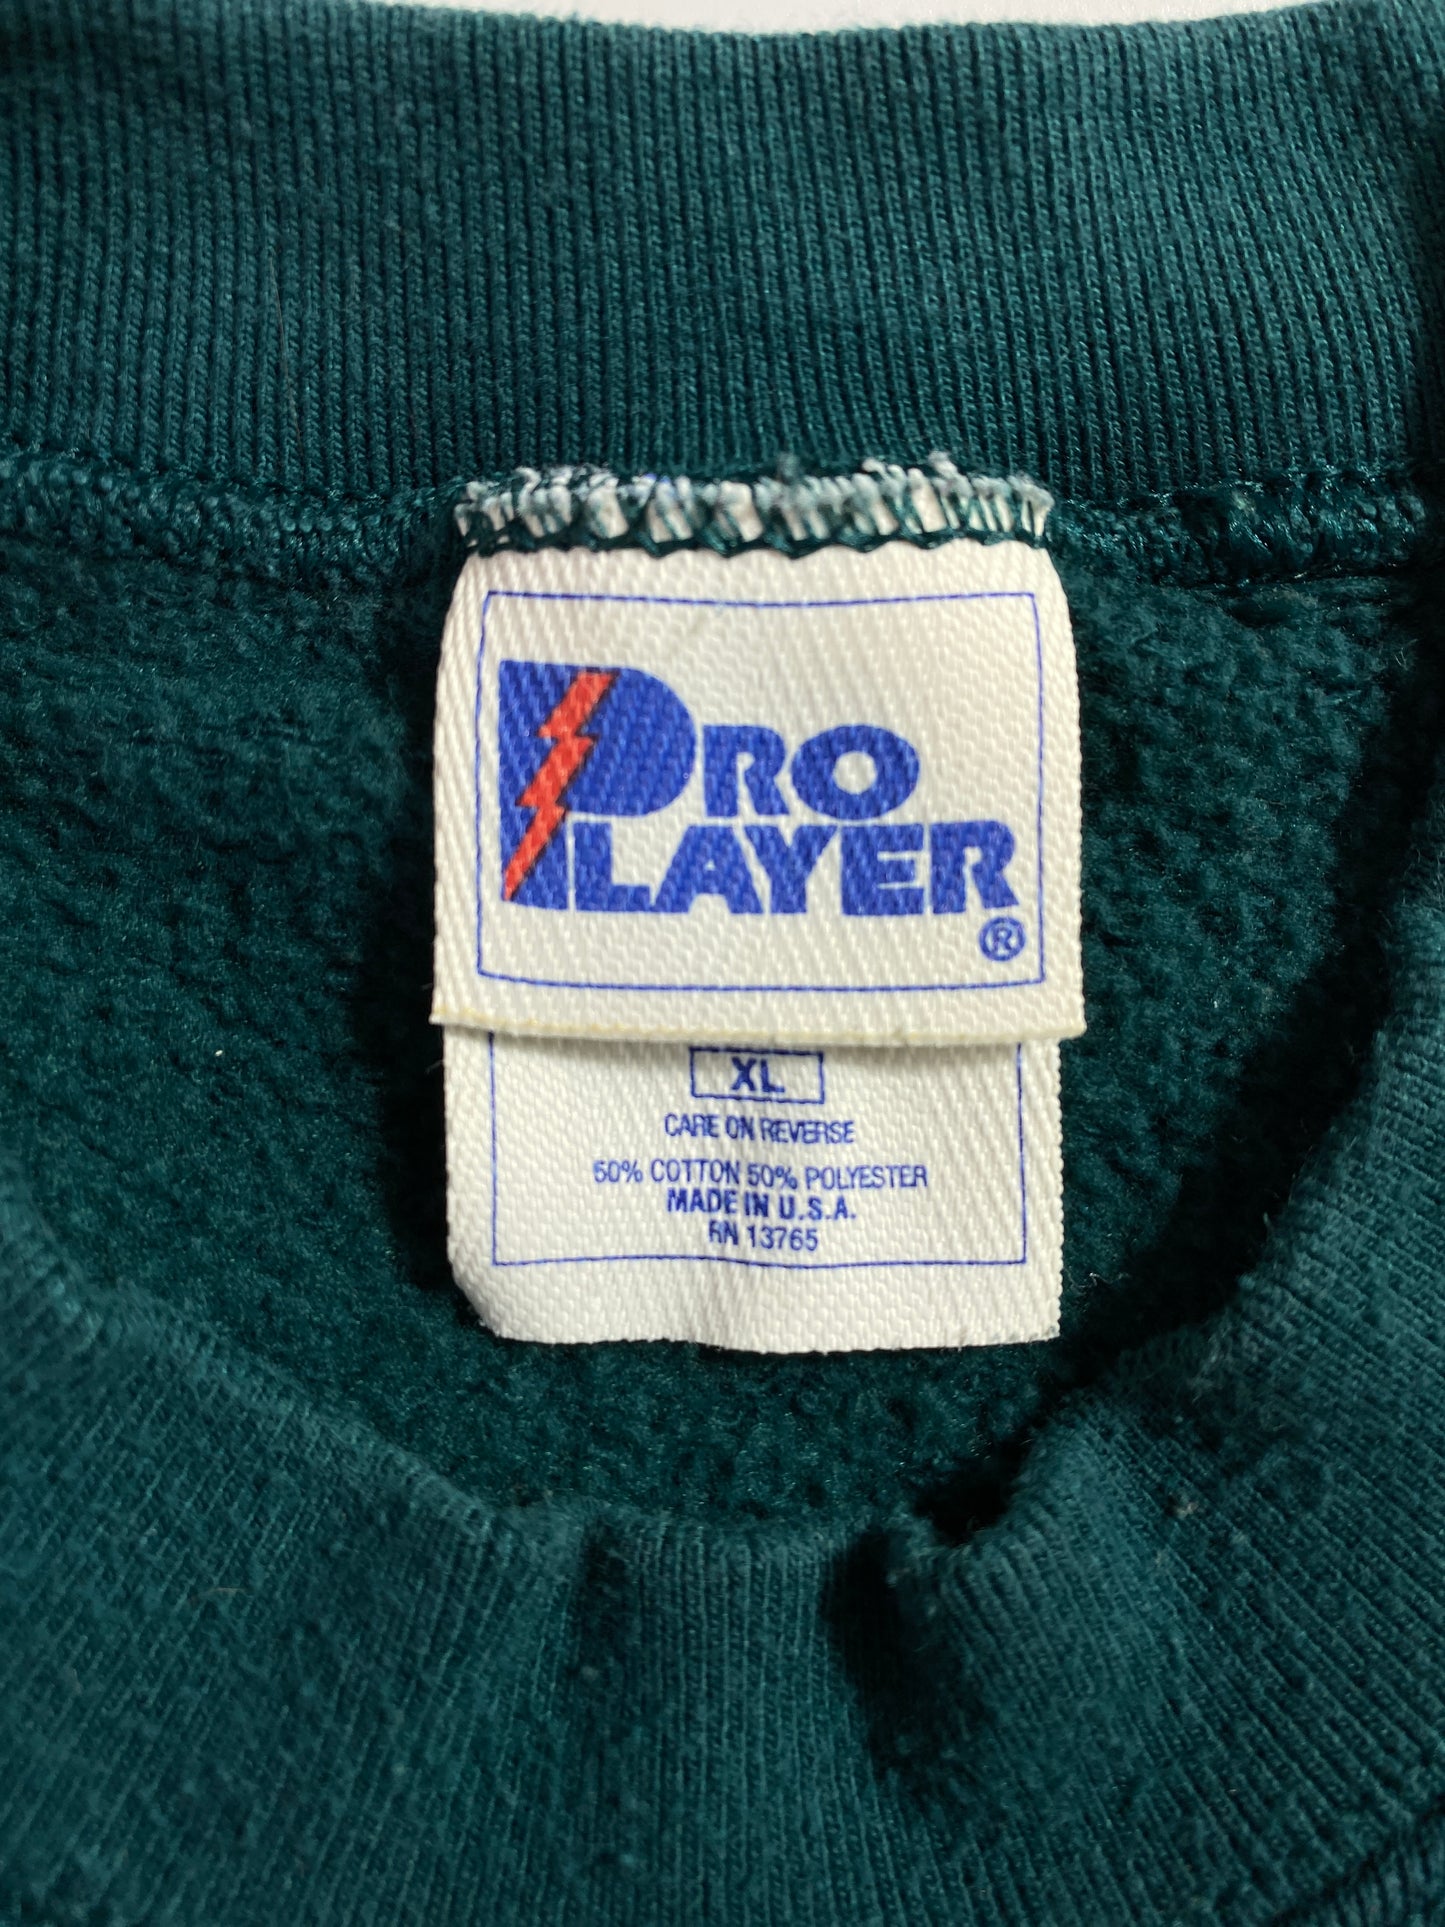 PRO
PLAYER
®
XL
CARE ON REVERSE
50% COTTON 50% POLYESTER
MADE IN U.S.A.
RN 13765